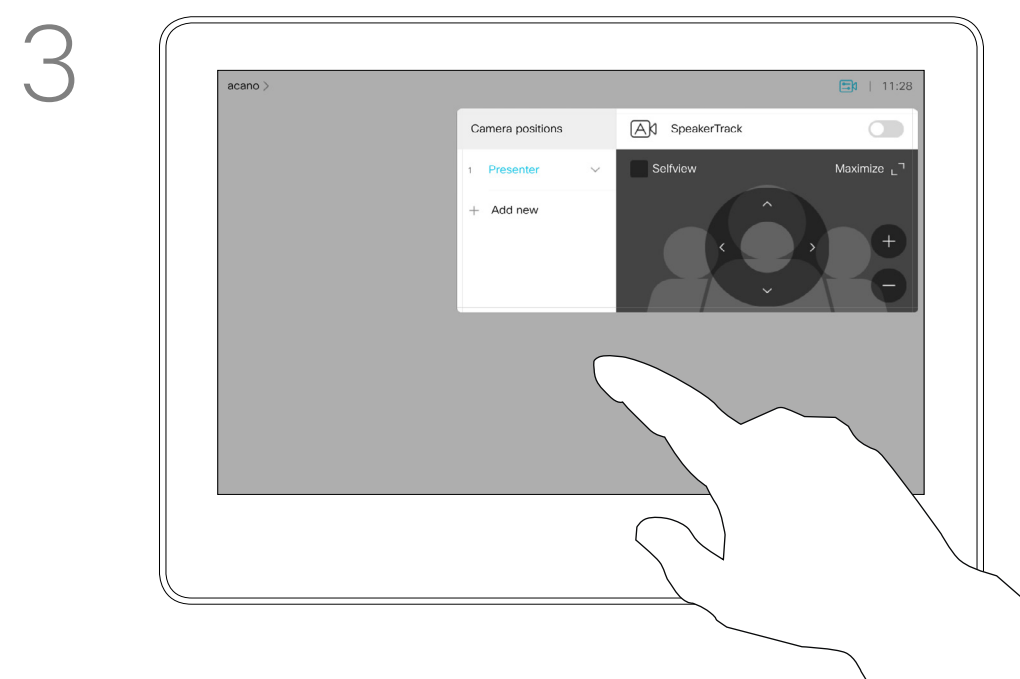 3
acano > | 11:28
Camera positions
A SpeakerTrack
1 Presenter
Selfview
Maximize
+ Add new
+
−